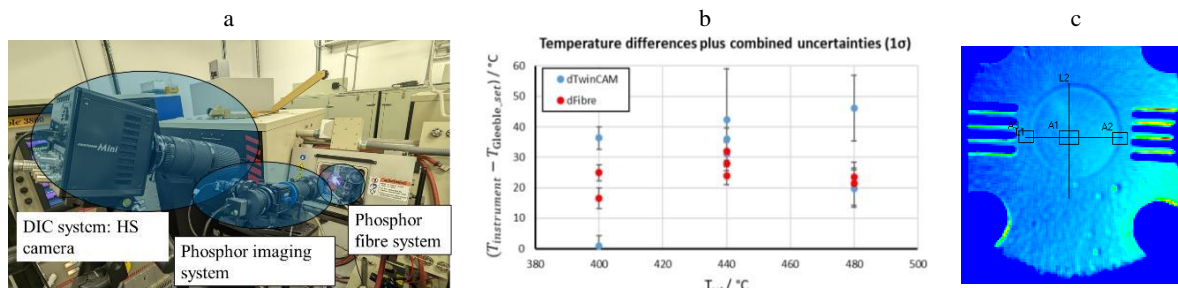 a
b
c
DIC system: HS
camera
Phosphor imaging
system
Phosphor
fibre system
Mini
Temperature differences plus combined uncertainties (1σ)
(T_instrument − T_Gleeble_set) / °C
60
50
40
30
20
10
0
dTwinCAM
dFibre
380
400
420
440
460
480
500
/ °C
L2
A1
A2